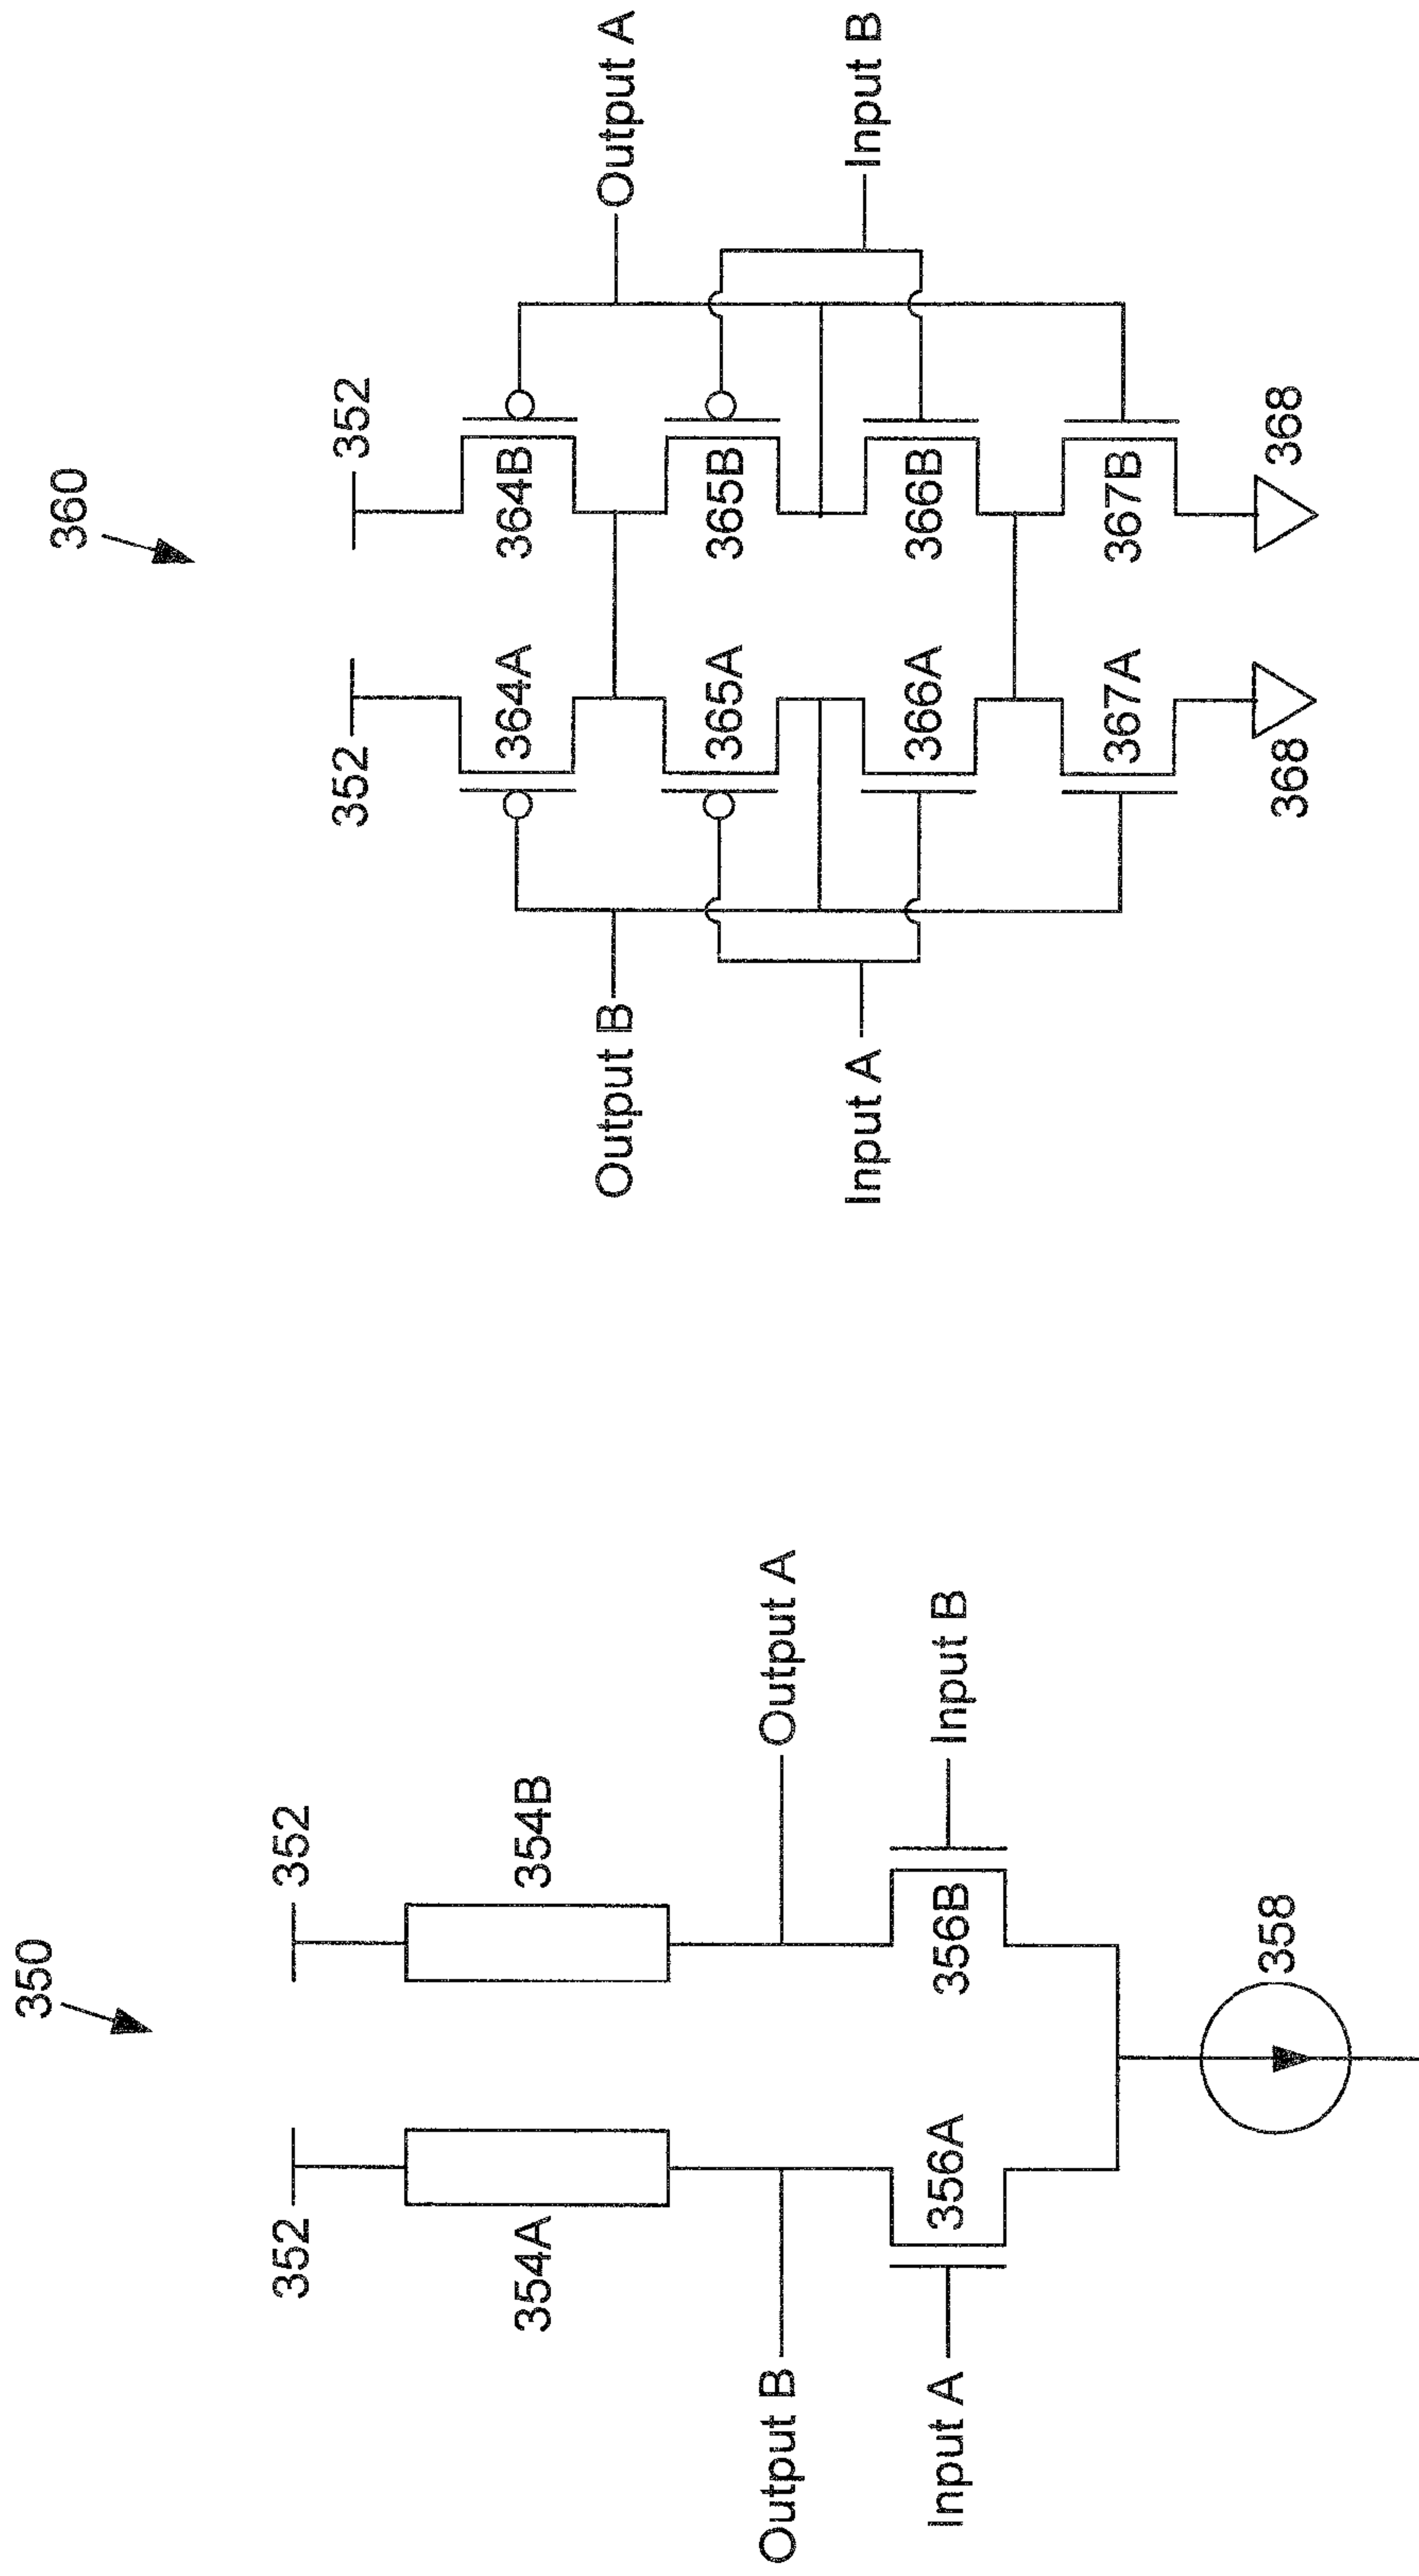 350
352
352
354A
354B
Output B
Output A
Input A
356A
356B
Input B
358
360
352
352
364A
364B
Output B
Output A
365A
365B
Input A
Input B
366A
366B
367A
367B
368
368